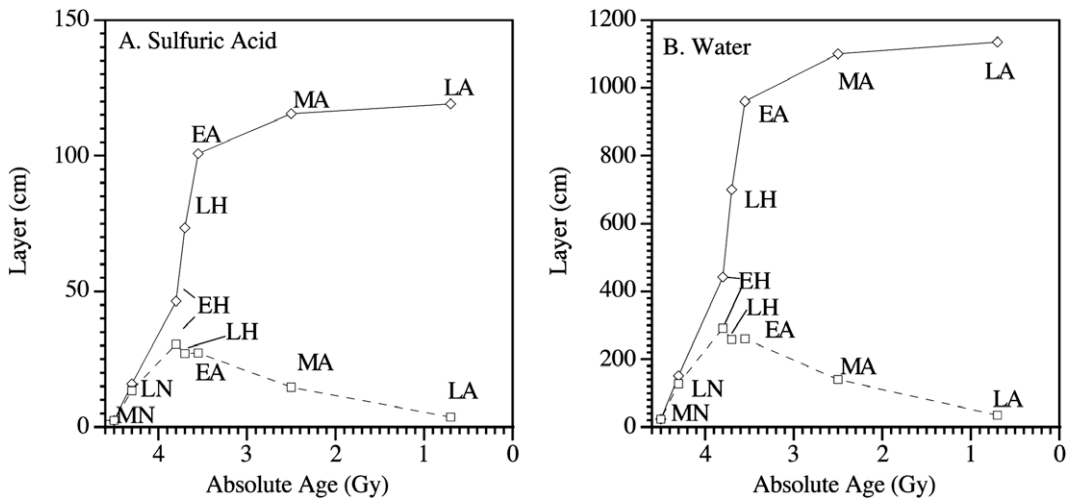 A. Sulfuric Acid
150
100
50
0
Layer (cm)
MN
LN
EH
LH
EA
MA
LA
EH
LH
EA
MA
LA
4
3
2
1
0
Absolute Age (Gy)
B. Water
1200
1000
800
600
400
200
0
Layer (cm)
MN
LN
EH
LH
EA
MA
LA
LH
EA
MA
LA
4
3
2
1
0
Absolute Age (Gy)